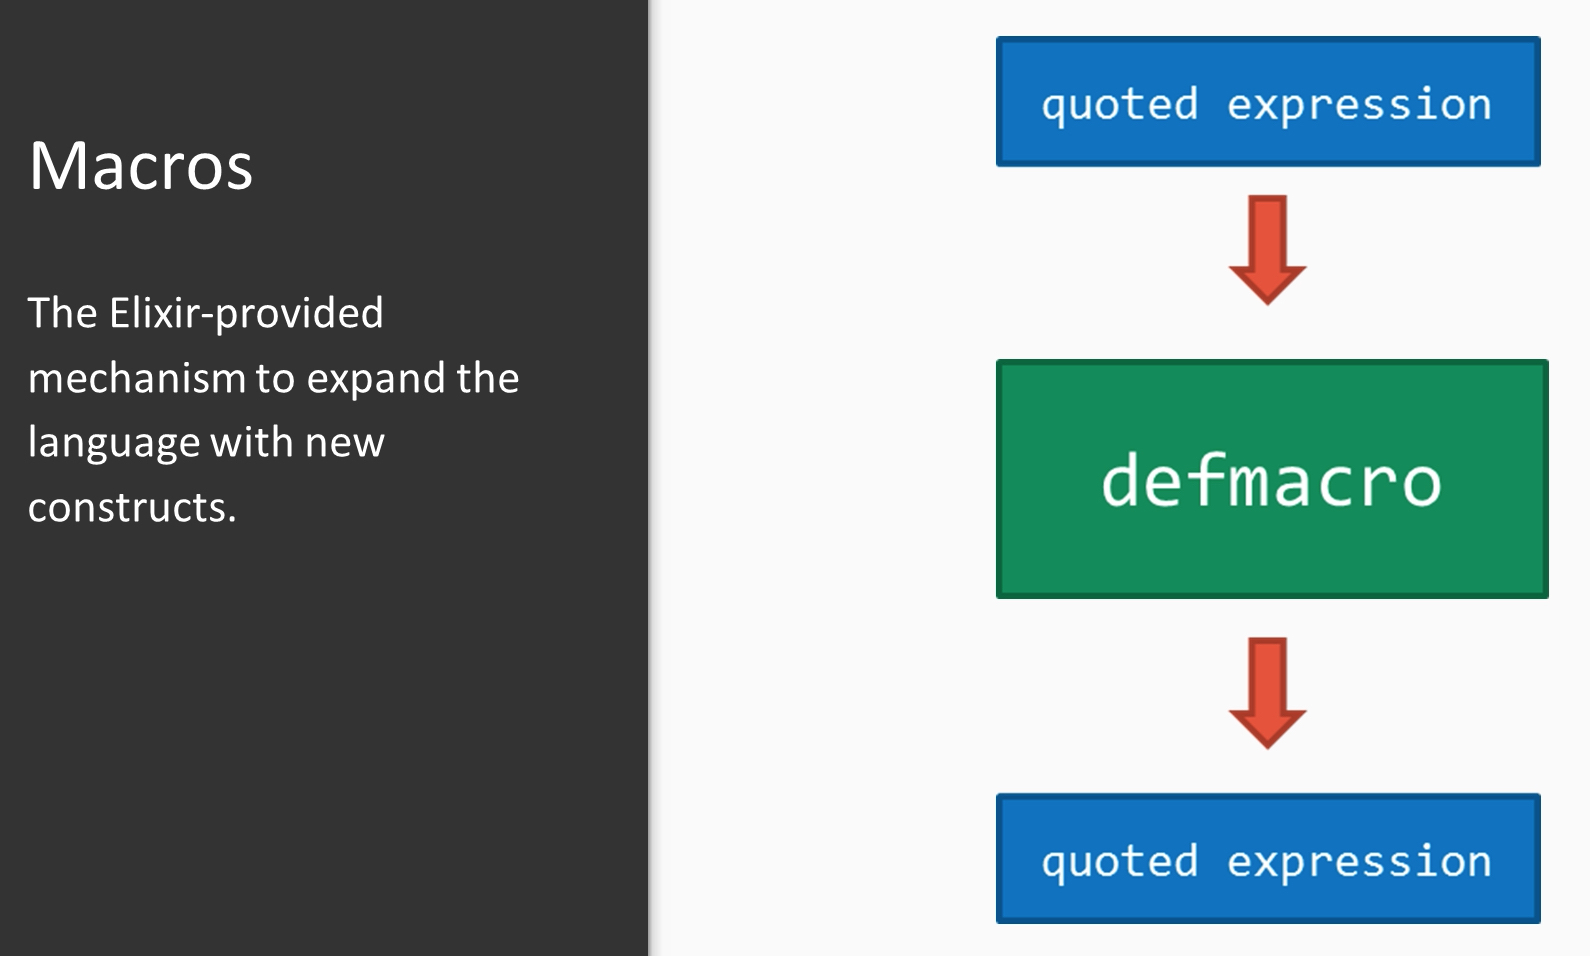 Macros
The Elixir-provided
mechanism to expand the
language with new
constructs.
quoted expression
defmacro
quoted expression